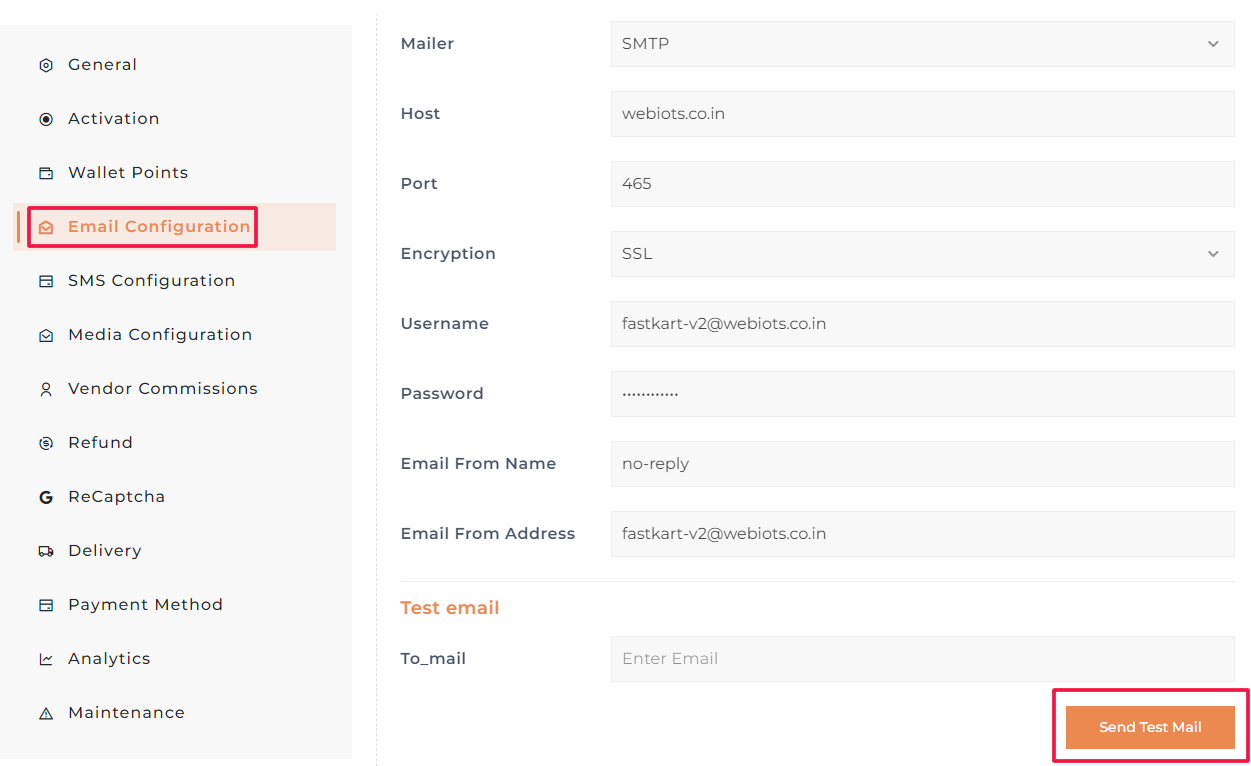 General
Activation
Wallet Points
Email Configuration
SMS Configuration
Media Configuration
Vendor Commissions
Refund
ReCaptcha
Delivery
Payment Method
Analytics
Maintenance
Mailer SMTP
Host webiots.co.in
Port 465
Encryption SSL
Username fastkart-v2@webiots.co.in
Password ············
Email From Name no-reply
Email From Address fastkart-v2@webiots.co.in
Test email
To_mail Enter Email
Send Test Mail